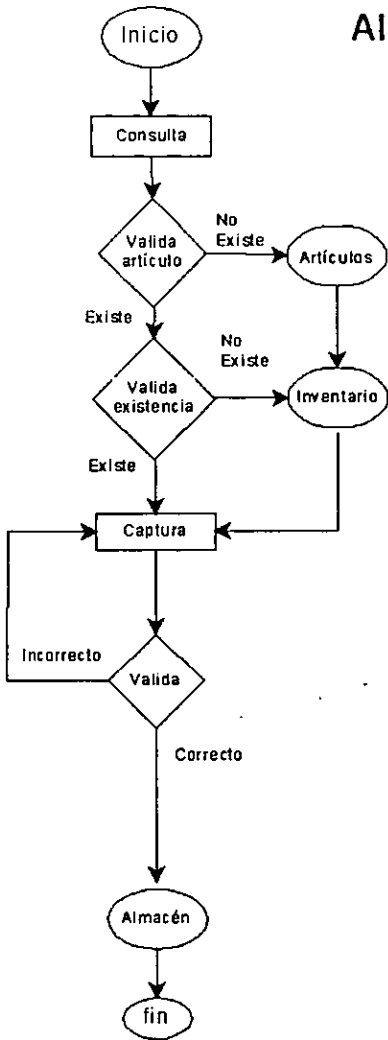 Inicio
Al
Consulta
Valida
artículo
No
Existe
Artículos
Existe
Valida
existencia
No
Existe
Inventario
Existe
Captura
Incorrecto
Valida
Correcto
Almacén
fin